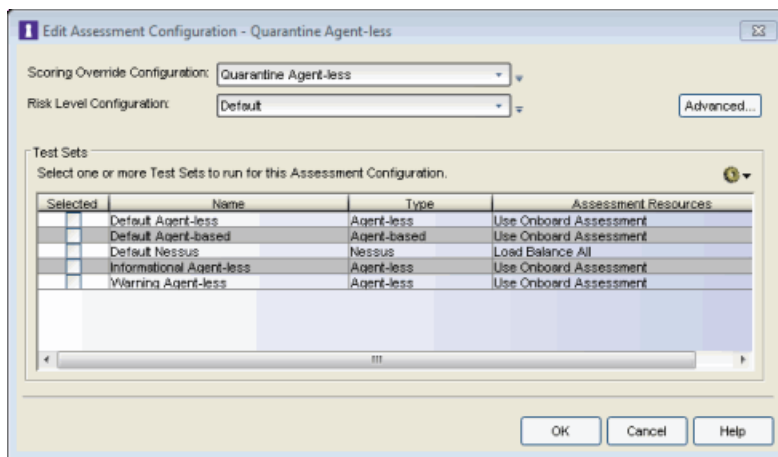 Edit Assessment Configuration - Quarantine Agent-less
Scoring Override Configuration: Quarantine Agent-less
Risk Level Configuration: Default Advanced...
Test Sets
Select one or more Test Sets to run for this Assessment Configuration.
Selected Name Type Assessment Resources
Default Agent-less Agent-less Use Onboard Assessment
Default Agent-based Agent-based Use Onboard Assessment
Default Nessus Nessus Load Balance All
Informational Agent-less Agent-less Use Onboard Assessment
Warning Agent-less Agent-less Use Onboard Assessment
OK Cancel Help